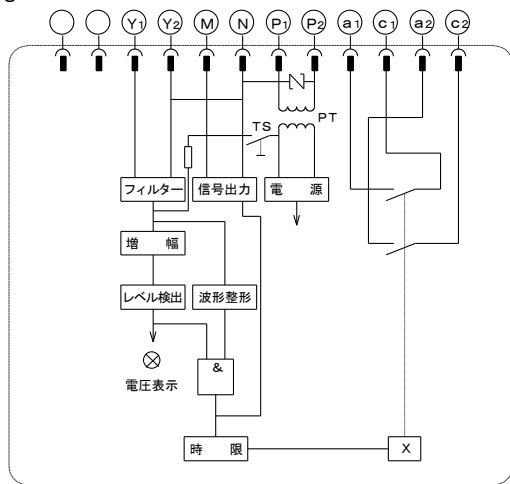 Y1 Y2 M N P1 P2 a1 c1 a2 c2
PT
TS
フィルター 信号出力 電 源
増 幅
レベル検出 波形整形
&
電圧表示
時 限 X